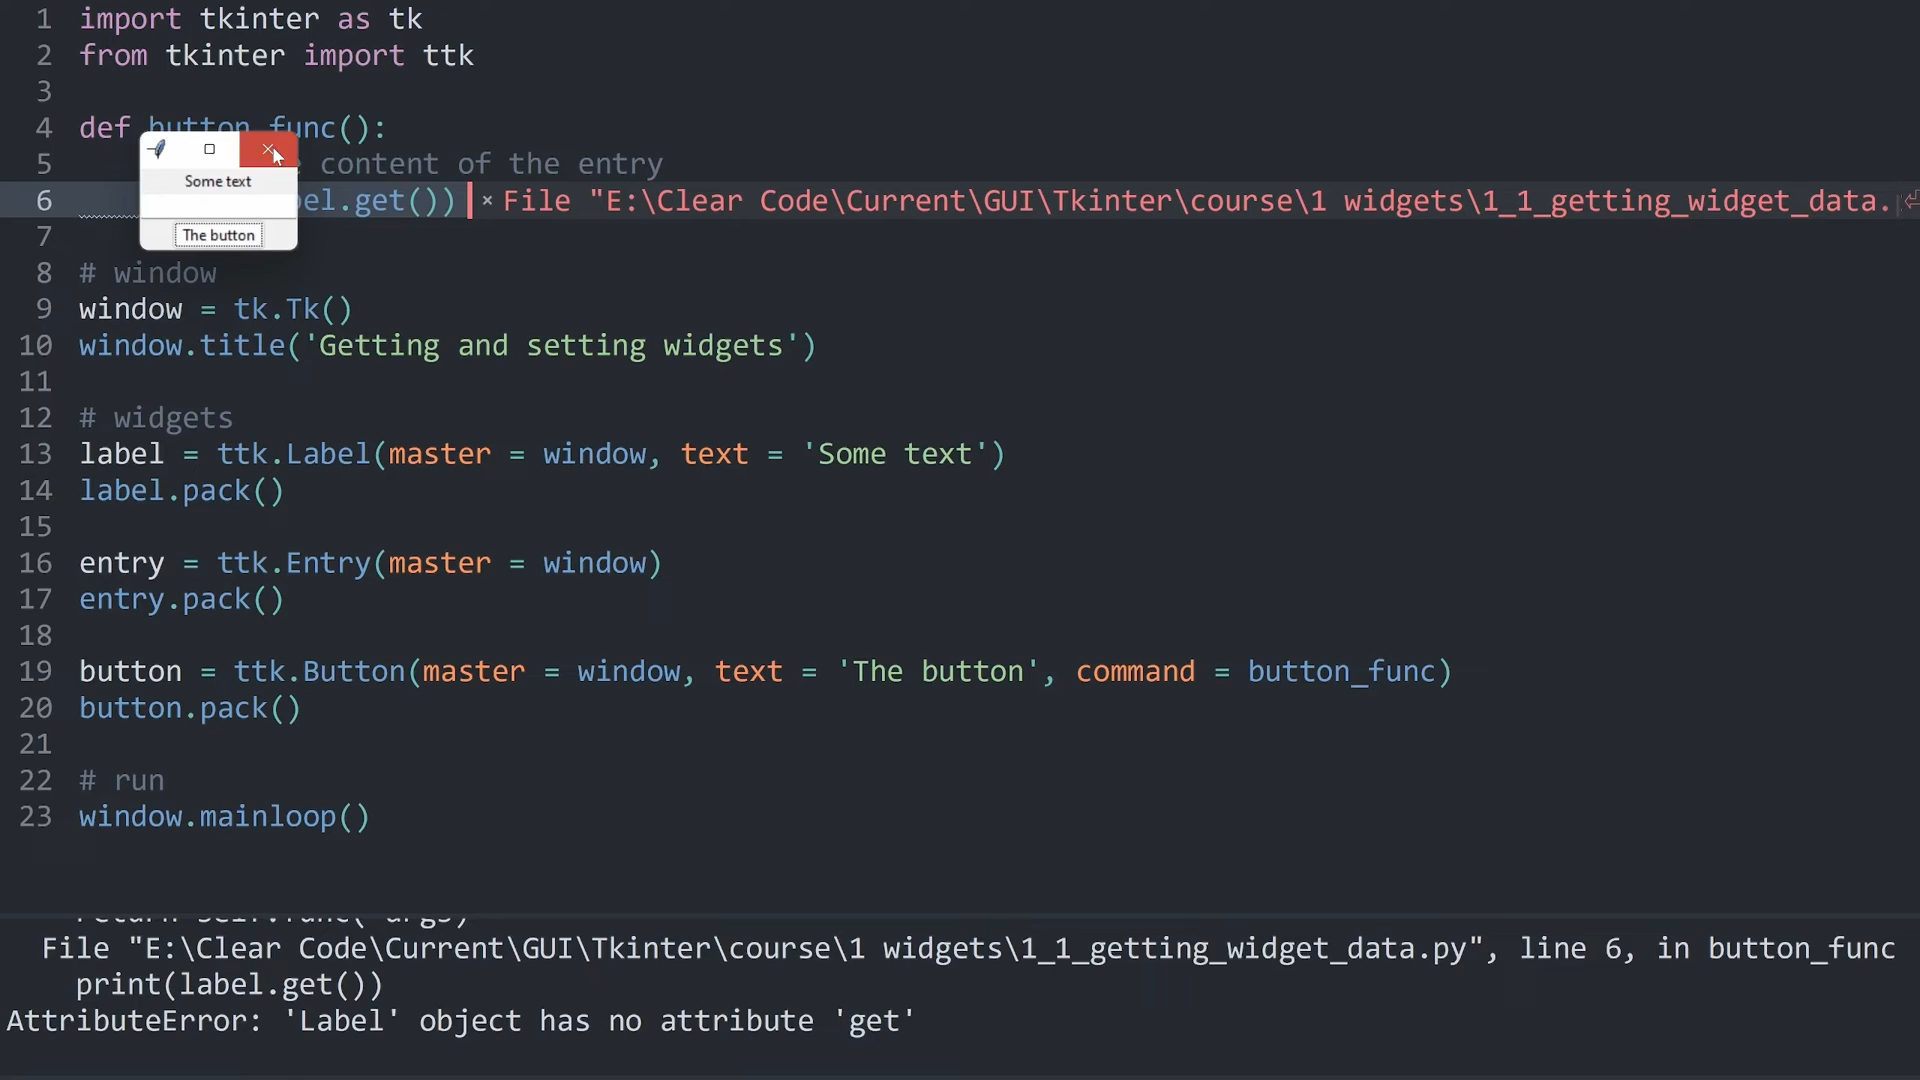 1 import tkinter as tk
2 from tkinter import ttk
3
4 def button_func():
5 content of the entry
6 el.get()) × File "E:\Clear Code\Current\GUI\Tkinter\course\1 widgets\1_1_getting_widget_data.
Some text
The button
7
8 # window
9 window = tk.Tk()
10 window.title('Getting and setting widgets')
11
12 # widgets
13 label = ttk.Label(master = window, text = 'Some text')
14 label.pack()
15
16 entry = ttk.Entry(master = window)
17 entry.pack()
18
19 button = ttk.Button(master = window, text = 'The button', command = button_func)
20 button.pack()
21
22 # run
23 window.mainloop()
return self.func(*args)
File "E:\Clear Code\Current\GUI\Tkinter\course\1 widgets\1_1_getting_widget_data.py", line 6, in button_func
print(label.get())
AttributeError: 'Label' object has no attribute 'get'